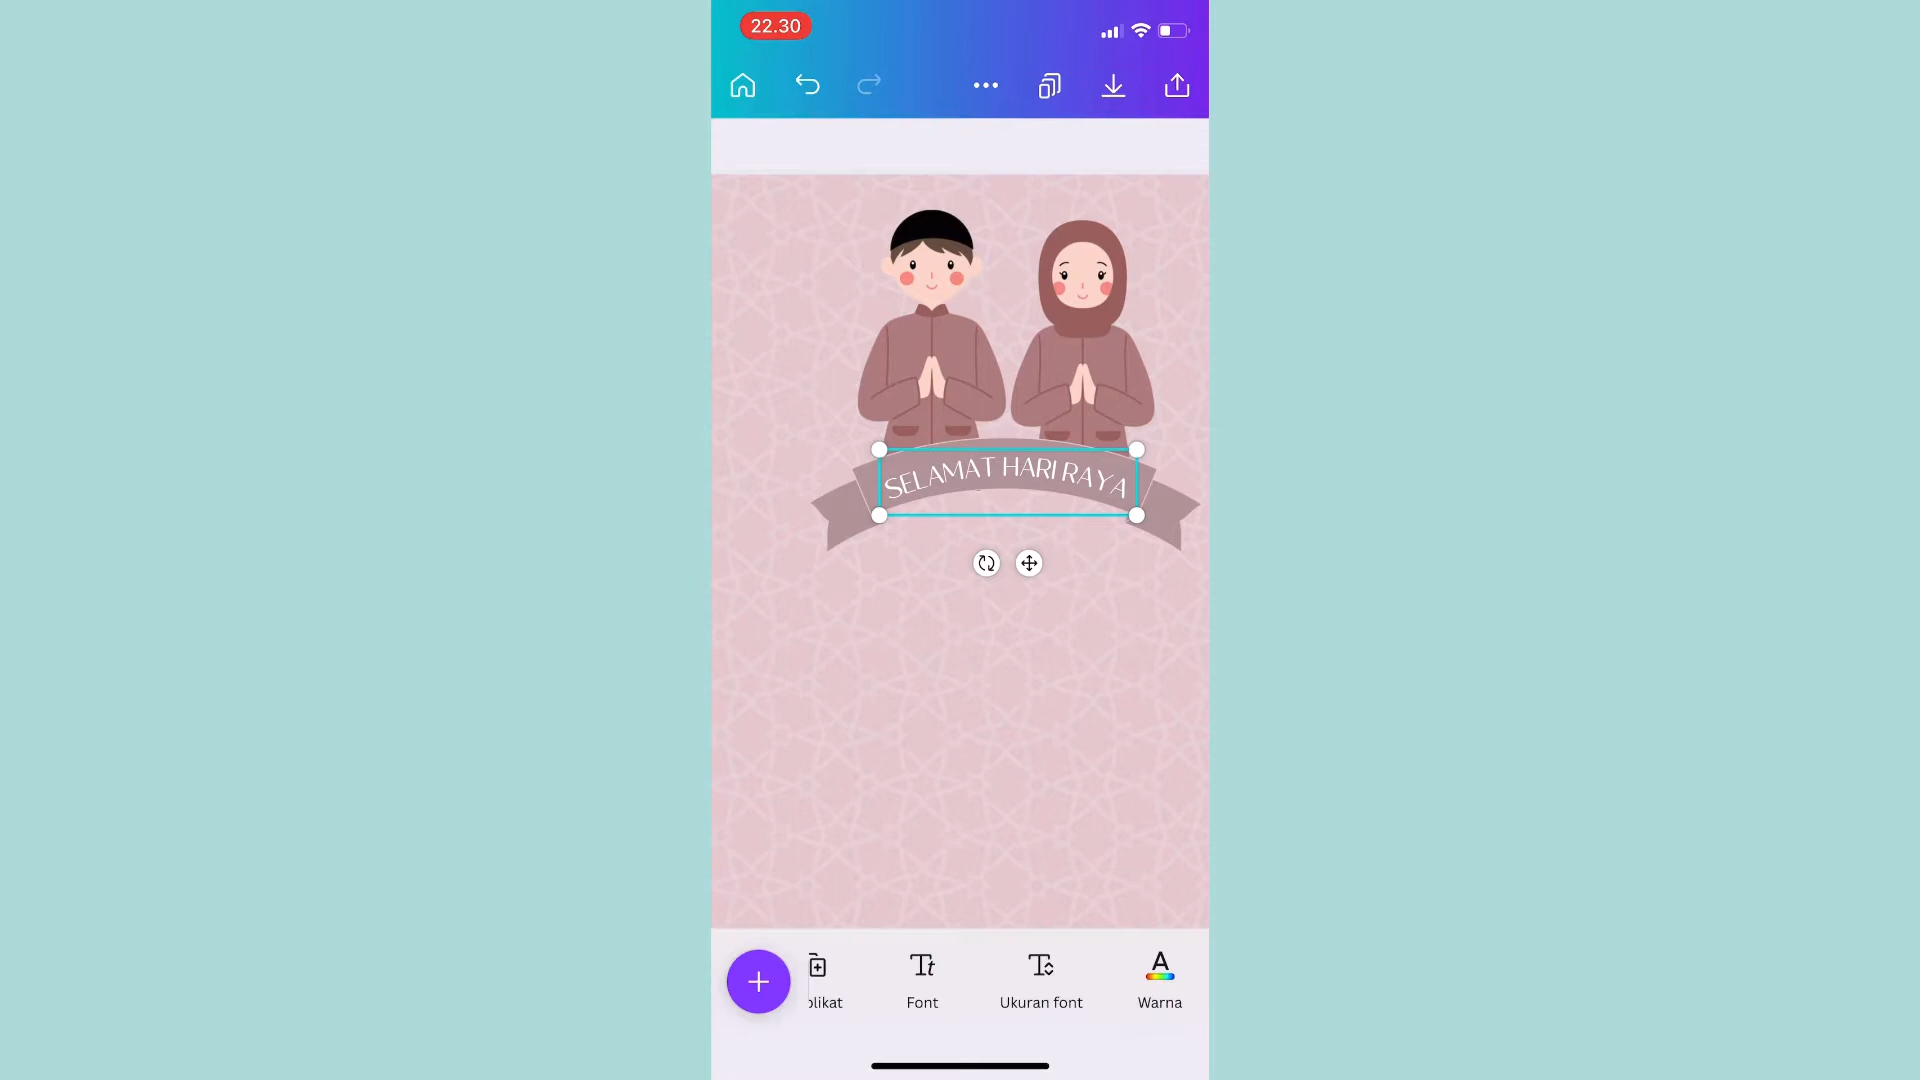 22.30
SELAMAT HARI RAYA
plikat
Font
Ukuran font
Warna